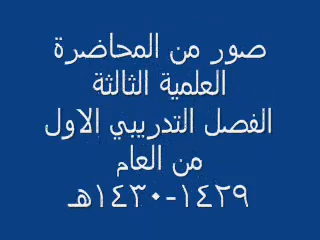 صور من المحاضرة
العلمية الثالثة
الفصل التدريبي الاول
من العام
١٤٢٩-١٤٣٠هـ